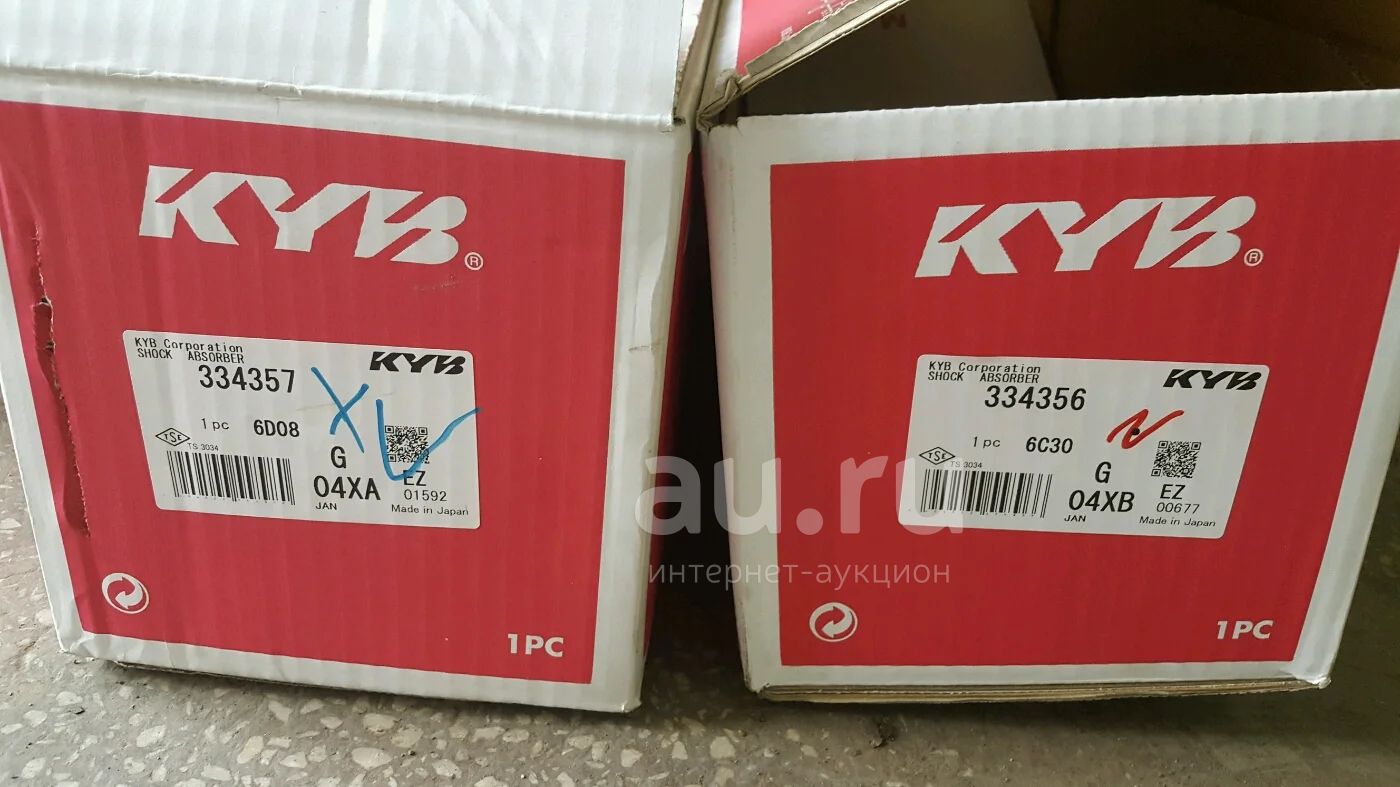 KYB®
KYB Corporation
SHOCK ABSORBER
KYB
334357
1 pc 6D08
TSE
TS 3034
G
04XA
EZ
01592
JAN
Made in Japan
1PC
KYB®
KYB Corporation
SHOCK ABSORBER
KYB
334356
1 pc 6C30
TSE
TS 3034
G
04XB
EZ
00677
JAN
Made in Japan
1PC
au.ru
интернет-аукцион